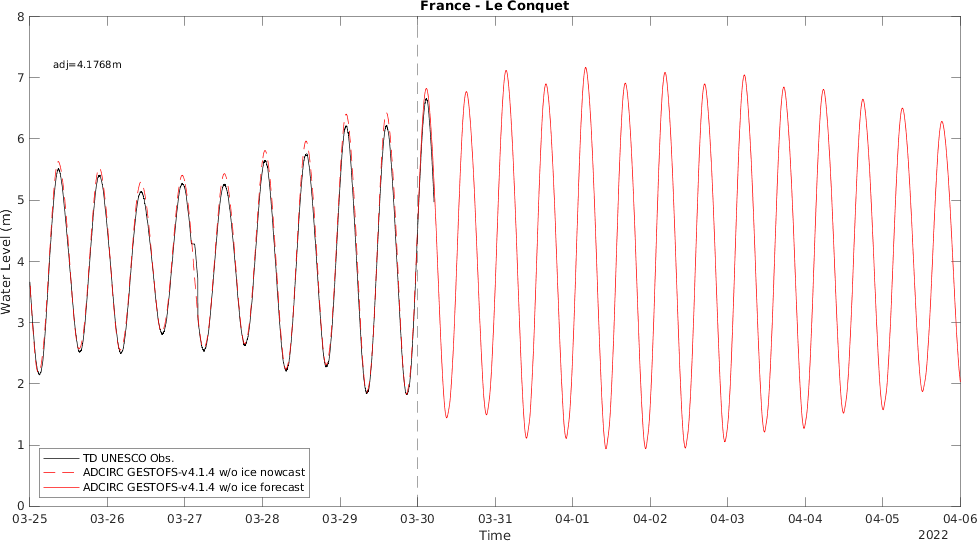 France - Le Conquet
adj=4.1768m
Water Level (m)
8
7
6
5
4
3
2
1
0
TD UNESCO Obs.
ADCIRC GESTOFS-v4.1.4 w/o ice nowcast
ADCIRC GESTOFS-v4.1.4 w/o ice forecast
03-25 03-26 03-27 03-28 03-29 03-30 03-31 04-01 04-02 04-03 04-04 04-05 04-06
Time
2022